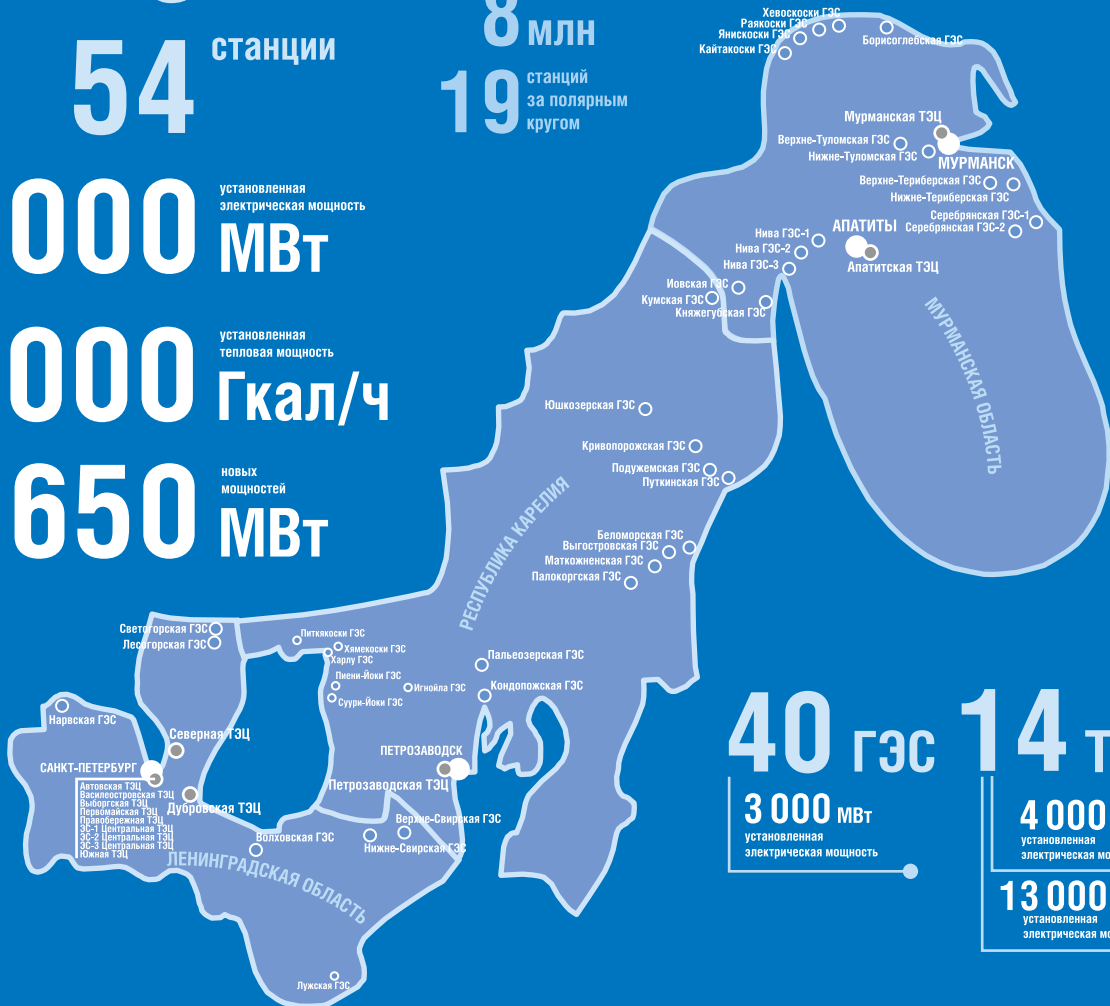 54
станции
8 млн
19
станций
за полярным
кругом
000
установленная
электрическая мощность
МВт
000
установленная
тепловая мощность
Гкал/ч
650
новых
мощностей
МВт
Хевоскоски ГЭС
Раякоски ГЭС
Янискоски ГЭС
Кайтакоски ГЭС
Борисоглебская ГЭС
Мурманская ТЭЦ
Верхне-Туломская ГЭС
Нижне-Туломская ГЭС
МУРМАНСК
Верхне-Териберская ГЭС
Нижне-Териберская ГЭС
Серебрянская ГЭС-1
Серебрянская ГЭС-2
АПАТИТЫ
Апатитская ТЭЦ
Нива ГЭС-1
Нива ГЭС-2
Нива ГЭС-3
Иовская ГЭС
Кумская ГЭС
Княжегубская ГЭС
МУРМАНСКАЯ ОБЛАСТЬ
Юшкозерская ГЭС
Кривопорожская ГЭС
Подужемская ГЭС
Путкинская ГЭС
РЕСПУБЛИКА КАРЕЛИЯ
Беломорская ГЭС
Выгостровская ГЭС
Маткожненская ГЭС
Палокоргская ГЭС
Светогорская ГЭС
Лесогорская ГЭС
Питкякоски ГЭС
Хямекоски ГЭС
Харлу ГЭС
Пиени-Йоки ГЭС
Игнойла ГЭС
Суури-Йоки ГЭС
Пальеозерская ГЭС
Кондопожская ГЭС
Нарвская ГЭС
Северная ТЭЦ
САНКТ-ПЕТЕРБУРГ
Автовская ТЭЦ
Василеостровская ТЭЦ
Выборгская ТЭЦ
Первомайская ТЭЦ
Правобережная ТЭЦ
ЭС-1 Центральная ТЭЦ
ЭС-2 Центральная ТЭЦ
ЭС-3 Центральная ТЭЦ
Южная ТЭЦ
Дубровская ТЭЦ
ПЕТРОЗАВОДСК
Петрозаводская ТЭЦ
Верхне-Свирская ГЭС
Нижне-Свирская ГЭС
Волховская ГЭС
ЛЕНИНГРАДСКАЯ ОБЛАСТЬ
Лужская ГЭС
40 ГЭС
3 000 МВт
установленная
электрическая мощность
14 Т
4 000
установленная
электрическая мо
13 000
установленная
электрическая мо